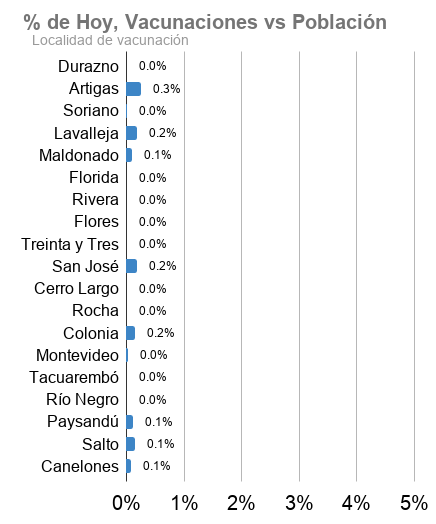 % de Hoy, Vacunaciones vs Población
Localidad de vacunación
Durazno 0.0%
Artigas 0.3%
Soriano 0.0%
Lavalleja 0.2%
Maldonado 0.1%
Florida 0.0%
Rivera 0.0%
Flores 0.0%
Treinta y Tres 0.0%
San José 0.2%
Cerro Largo 0.0%
Rocha 0.0%
Colonia 0.2%
Montevideo 0.0%
Tacuarembó 0.0%
Río Negro 0.0%
Paysandú 0.1%
Salto 0.1%
Canelones 0.1%
0% 1% 2% 3% 4% 5%